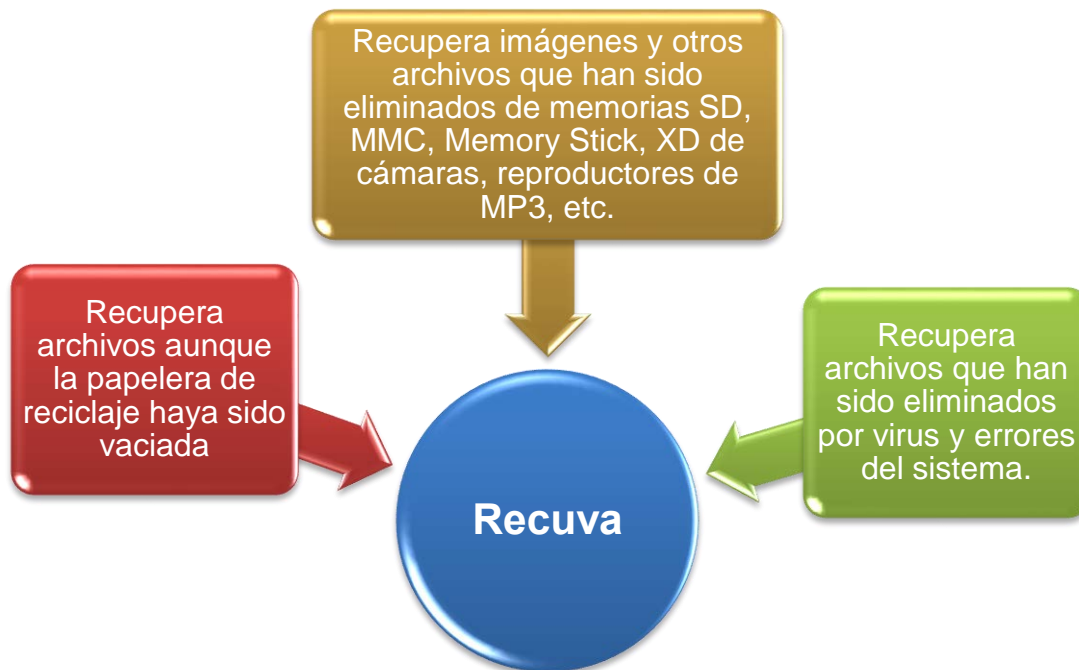 Recupera imágenes y otros
archivos que han sido
eliminados de memorias SD,
MMC, Memory Stick, XD de
cámaras, reproductores de
MP3, etc.
Recupera
archivos aunque
la papelera de
reciclaje haya sido
vaciada
Recupera
archivos que han
sido eliminados
por virus y errores
del sistema.
Recuva